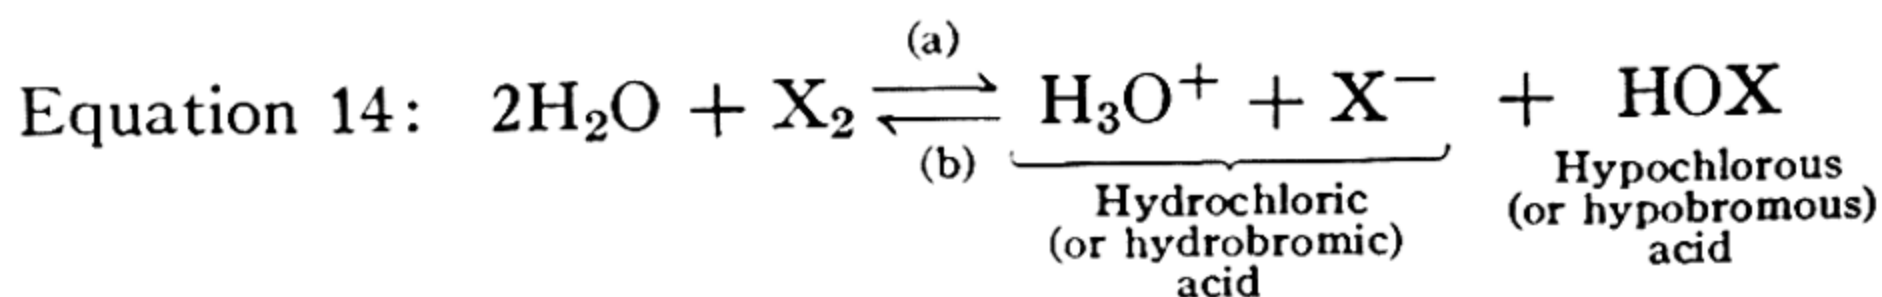 (a)
Equation 14: 2H₂O + X₂ ⇌ H₃O⁺ + X⁻ + HOX
(b)
Hydrochloric
(or hydrobromic)
acid
Hypochlorous
(or hypobromous)
acid